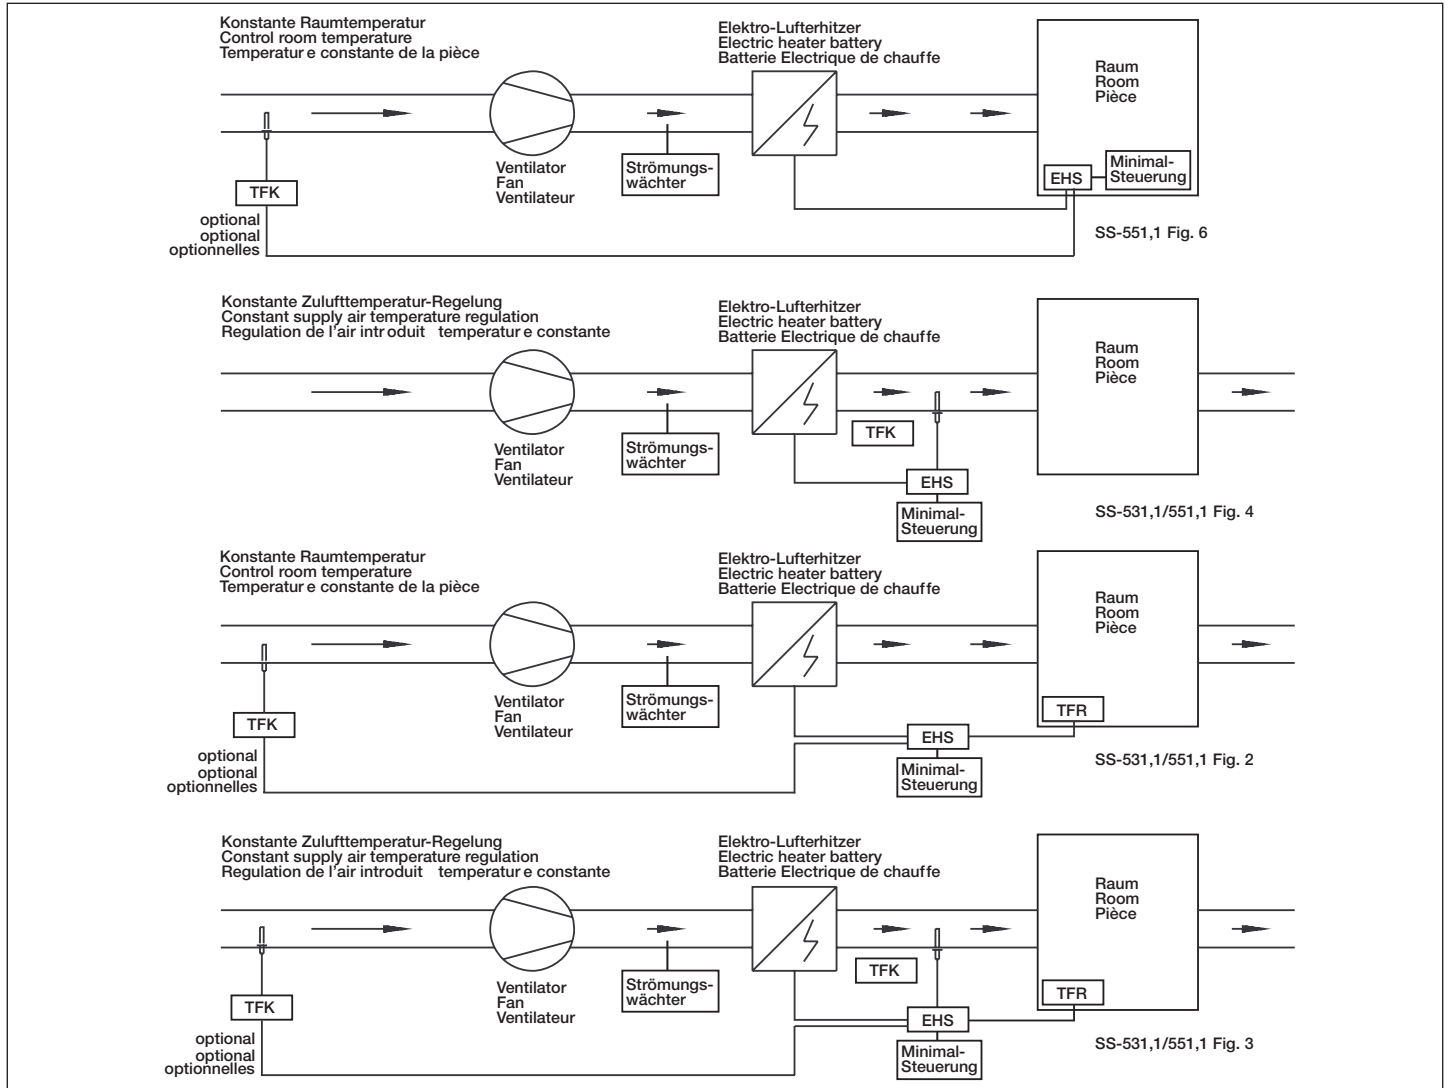 Konstante Raumtemperatur
Control room temperature
Temperatur e constante de la pièce
Elektro-Lufterhitzer
Electric heater battery
Batterie Electrique de chauffe
Raum
Room
Pièce
Ventilator
Fan
Ventilateur
Strömungs-
wächter
EHS
Minimal-
Steuerung
TFK
optional
optional
optionnelles
SS-551,1 Fig. 6
Konstante Zulufttemperatur-Regelung
Constant supply air temperature regulation
Regulation de l'air intr oduit temperatur e constante
Elektro-Lufterhitzer
Electric heater battery
Batterie Electrique de chauffe
Raum
Room
Pièce
Ventilator
Fan
Ventilateur
Strömungs-
wächter
TFK
EHS
Minimal-
Steuerung
SS-531,1/551,1 Fig. 4
Konstante Raumtemperatur
Control room temperature
Temperatur e constante de la pièce
Elektro-Lufterhitzer
Electric heater battery
Batterie Electrique de chauffe
Raum
Room
Pièce
Ventilator
Fan
Ventilateur
Strömungs-
wächter
TFR
TFK
EHS
Minimal-
Steuerung
optional
optional
optionnelles
SS-531,1/551,1 Fig. 2
Konstante Zulufttemperatur-Regelung
Constant supply air temperature regulation
Regulation de l'air introduit temperatur e constante
Elektro-Lufterhitzer
Electric heater battery
Batterie Electrique de chauffe
Raum
Room
Pièce
Ventilator
Fan
Ventilateur
Strömungs-
wächter
TFK
TFR
TFK
EHS
Minimal-
Steuerung
optional
optional
optionnelles
SS-531,1/551,1 Fig. 3